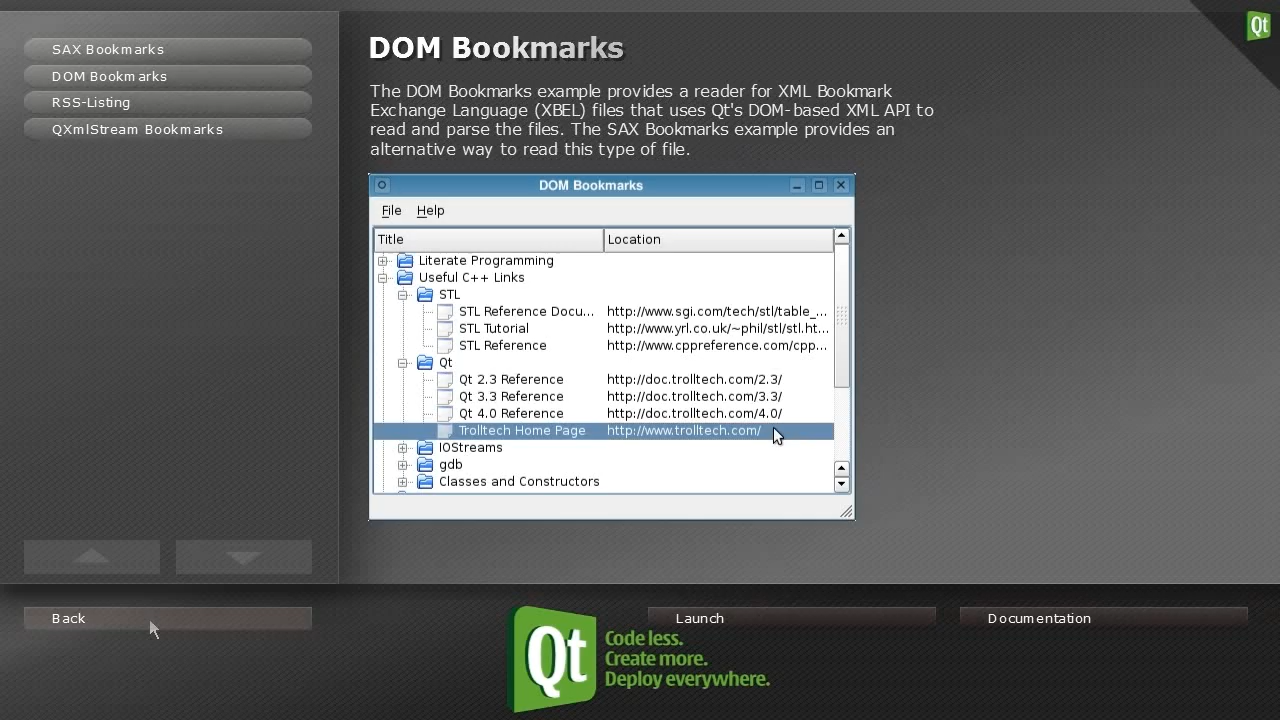 SAX Bookmarks
DOM Bookmarks
RSS-Listing
QXmlStream Bookmarks
DOM Bookmarks
Qt
The DOM Bookmarks example provides a reader for XML Bookmark
Exchange Language (XBEL) files that uses Qt's DOM-based XML API to
read and parse the files. The SAX Bookmarks example provides an
alternative way to read this type of file.
DOM Bookmarks
File Help
Title Location
Literate Programming
Useful C++ Links
STL
STL Reference Docu... http://www.sgi.com/tech/stl/table_...
STL Tutorial http://www.yrl.co.uk/~phil/stl/stl.ht...
STL Reference http://www.cppreference.com/cpp...
Qt
Qt 2.3 Reference http://doc.trolltech.com/2.3/
Qt 3.3 Reference http://doc.trolltech.com/3.3/
Qt 4.0 Reference http://doc.trolltech.com/4.0/
Trolltech Home Page http://www.trolltech.com/
IOStreams
gdb
Classes and Constructors
Back
Launch
Documentation
Qt
Code less.
Create more.
Deploy everywhere.